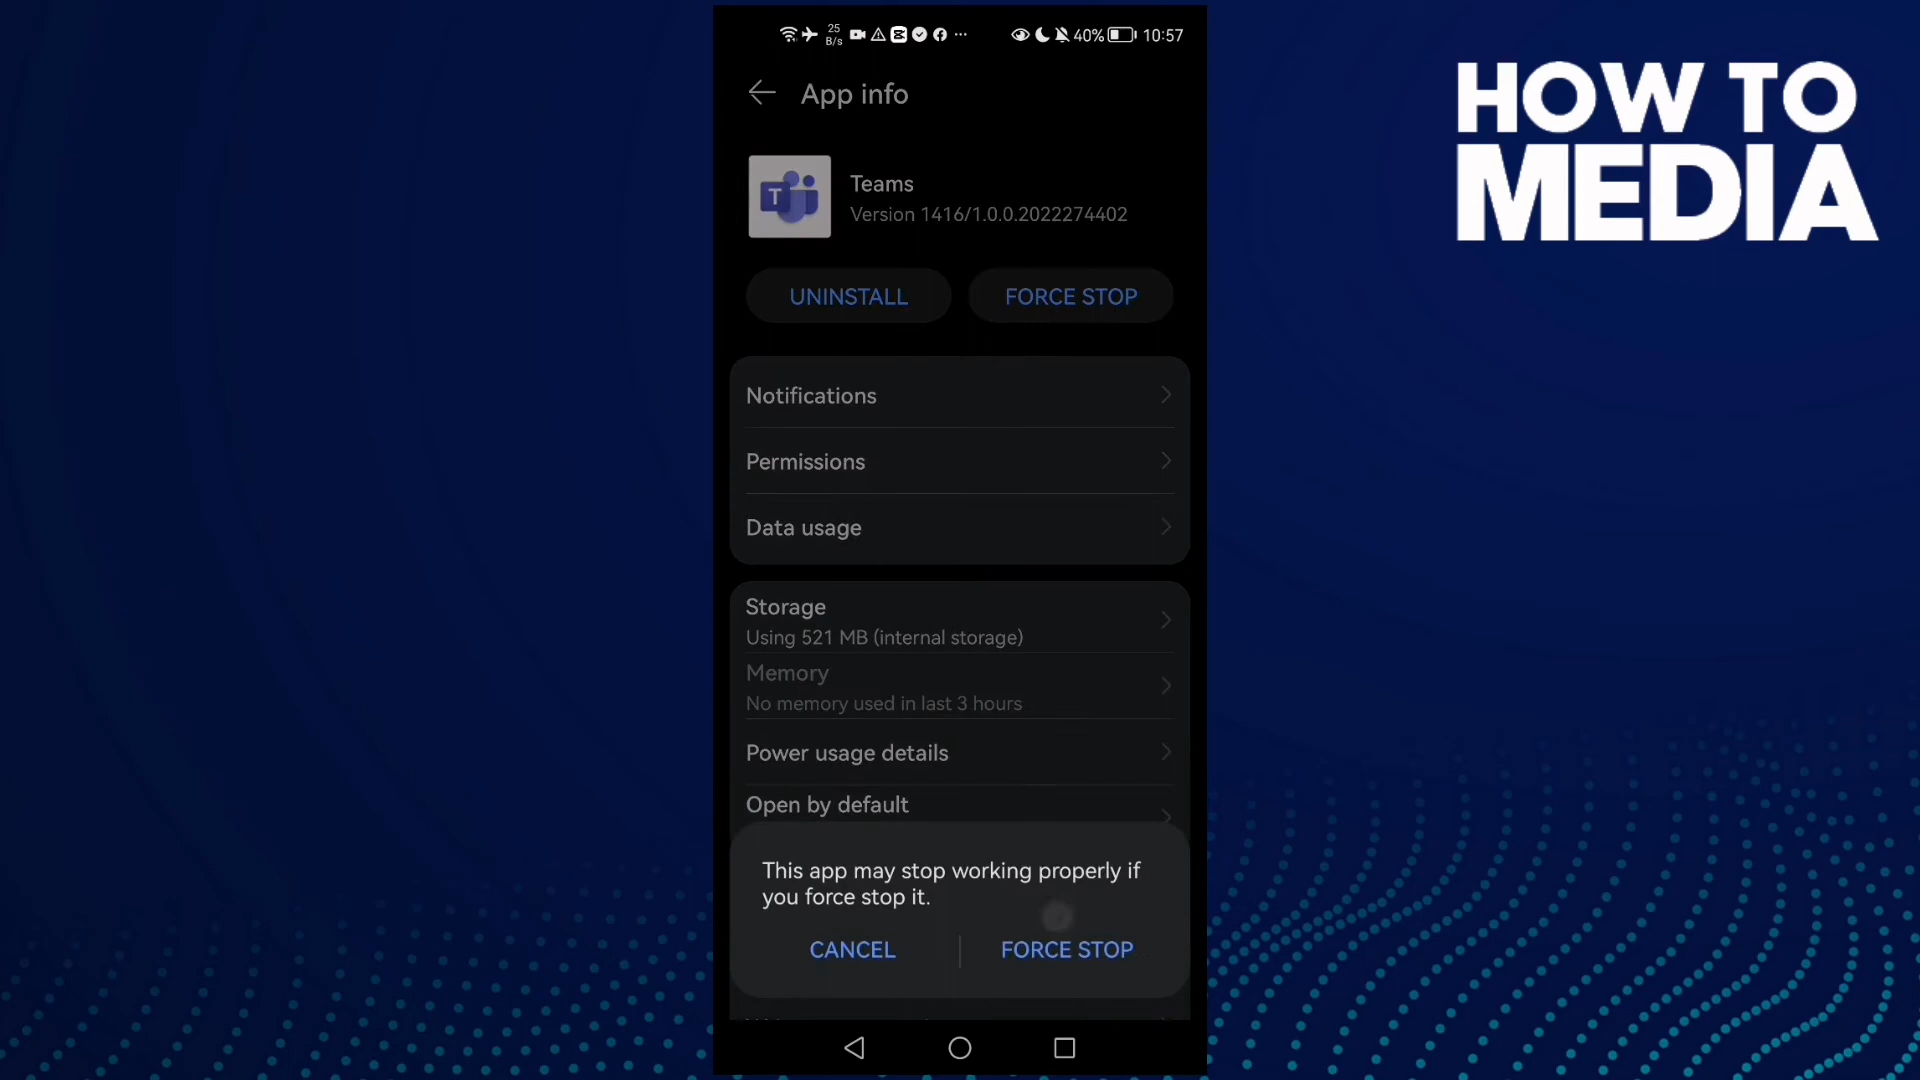 25
B/s
40%
10:57
App info
HOW TO
MEDIA
T
Teams
Version 1416/1.0.0.2022274402
UNINSTALL
FORCE STOP
Notifications
Permissions
Data usage
Storage
Using 521 MB (internal storage)
Memory
No memory used in last 3 hours
Power usage details
Open by default
This app may stop working properly if
you force stop it.
CANCEL
FORCE STOP